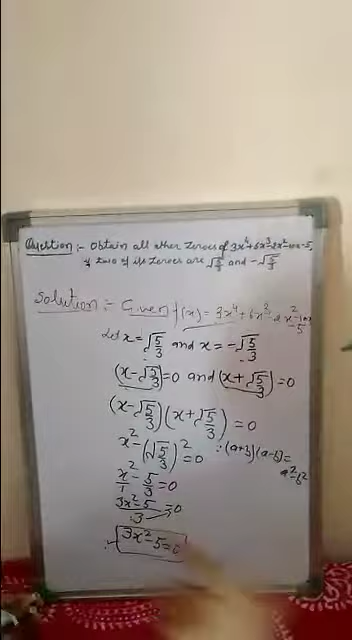 Question :- Obtain all other zeroes of 3x⁴+6x³-2x²-10x-5,
if two of its zeroes are √5/3 and -√5/3
Solution :- Given f(x) = 3x⁴+6x³-2x²-10x
-5
Let x = √5/3 and x = -√5/3
(x-√5/3)=0 and (x+√5/3)=0
(x-√5/3)(x+√5/3)=0
x²-(√5/3)²=0 ∵(a+b)(a-b)=
a²-b²
x²/1-5/3=0
3x²-5/3=0
3x²-5=0